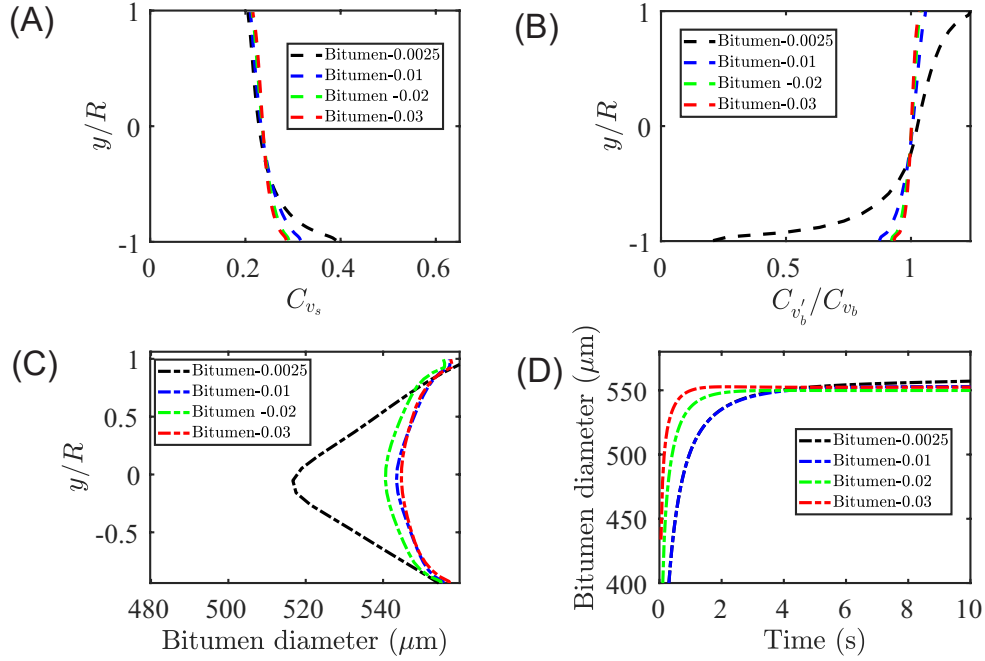 (A)
1
0
-1
y/R
Bitumen-0.0025
Bitumen-0.01
Bitumen -0.02
Bitumen-0.03
0 0.2 0.4 0.6
C_{v_s}
(B)
1
0
-1
y/R
Bitumen-0.0025
Bitumen-0.01
Bitumen -0.02
Bitumen-0.03
0 0.5 1
C_{v_b'}/C_{v_b}
(C)
1
0.5
0
-0.5
y/R
Bitumen-0.0025
Bitumen-0.01
Bitumen -0.02
Bitumen-0.03
480 500 520 540
Bitumen diameter (μm)
(D)
550
500
450
400
Bitumen diameter (μm)
Bitumen-0.0025
Bitumen-0.01
Bitumen-0.02
Bitumen-0.03
0 2 4 6 8 10
Time (s)